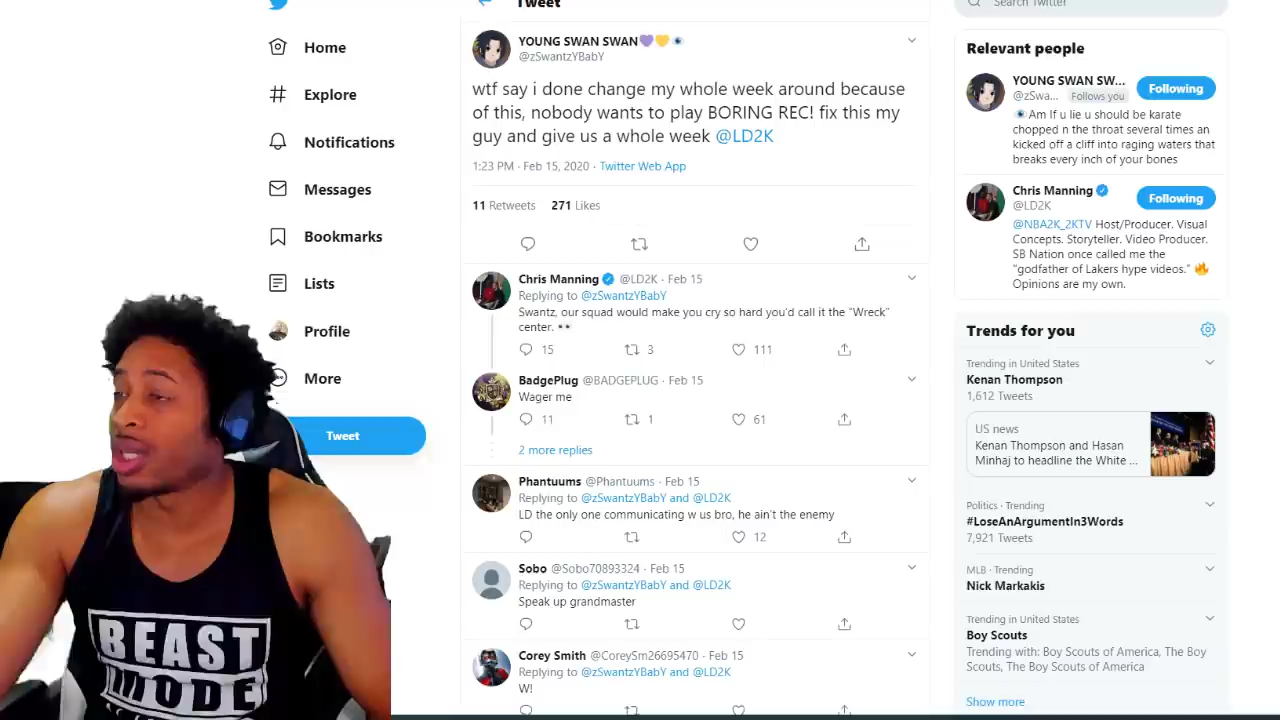 Tweet
Search Twitter
Home
Explore
Notifications
Messages
Bookmarks
Lists
Profile
More
Tweet
YOUNG SWAN SWAN💜💛👁
@zSwantzYBabY
wtf say i done change my whole week around because
of this, nobody wants to play BORING REC! fix this my
guy and give us a whole week @LD2K
1:23 PM · Feb 15, 2020 · Twitter Web App
11 Retweets 271 Likes
Chris Manning @LD2K · Feb 15
Replying to @zSwantzYBabY
Swantz, our squad would make you cry so hard you'd call it the "Wreck"
center. 👀
15 3 111
BadgePlug @BADGEPLUG · Feb 15
Wager me
11 1 61
2 more replies
Phantuums @Phantuums · Feb 15
Replying to @zSwantzYBabY and @LD2K
LD the only one communicating w us bro, he ain't the enemy
12
Sobo @Sobo70893324 · Feb 15
Replying to @zSwantzYBabY and @LD2K
Speak up grandmaster
Corey Smith @CoreySm26695470 · Feb 15
Replying to @zSwantzYBabY and @LD2K
W!
Relevant people
YOUNG SWAN SW...
@zSwa... Follows you
Following
👁Am If u lie u should be karate
chopped n the throat several times an
kicked off a cliff into raging waters that
breaks every inch of your bones
Chris Manning
@LD2K
Following
@NBA2K_2KTV Host/Producer. Visual
Concepts. Storyteller. Video Producer.
SB Nation once called me the
"godfather of Lakers hype videos." 🔥
Opinions are my own.
Trends for you
Trending in United States
Kenan Thompson
1,612 Tweets
US news
Kenan Thompson and Hasan
Minhaj to headline the White ...
Politics · Trending
#LoseAnArgumentIn3Words
7,921 Tweets
MLB · Trending
Nick Markakis
Trending in United States
Boy Scouts
Trending with: Boy Scouts of America, The Boy
Scouts, The Boy Scouts of America
Show more
BEAST
MODE